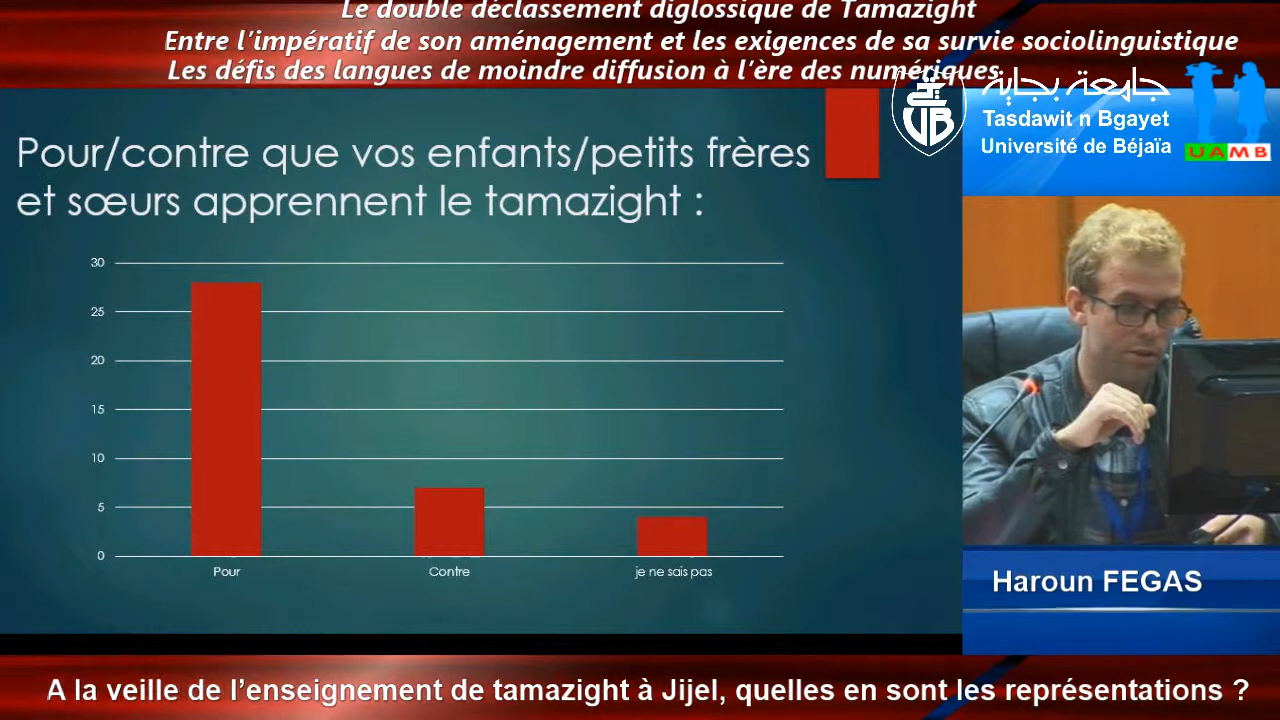 Le double déclassement diglossique de Tamazight
Entre l'impératif de son aménagement et les exigences de sa survie sociolinguistique
Les défis des langues de moindre diffusion à l'ère des numériques
جامعة بجاية
Tasdawit n Bgayet
Université de Béjaïa
UB
UAMB
Pour/contre que vos enfants/petits frères
et sœurs apprennent le tamazight :
30
25
20
15
10
5
0
Pour
Contre
je ne sais pas
Haroun FEGAS
A la veille de l'enseignement de tamazight à Jijel, quelles en sont les représentations ?